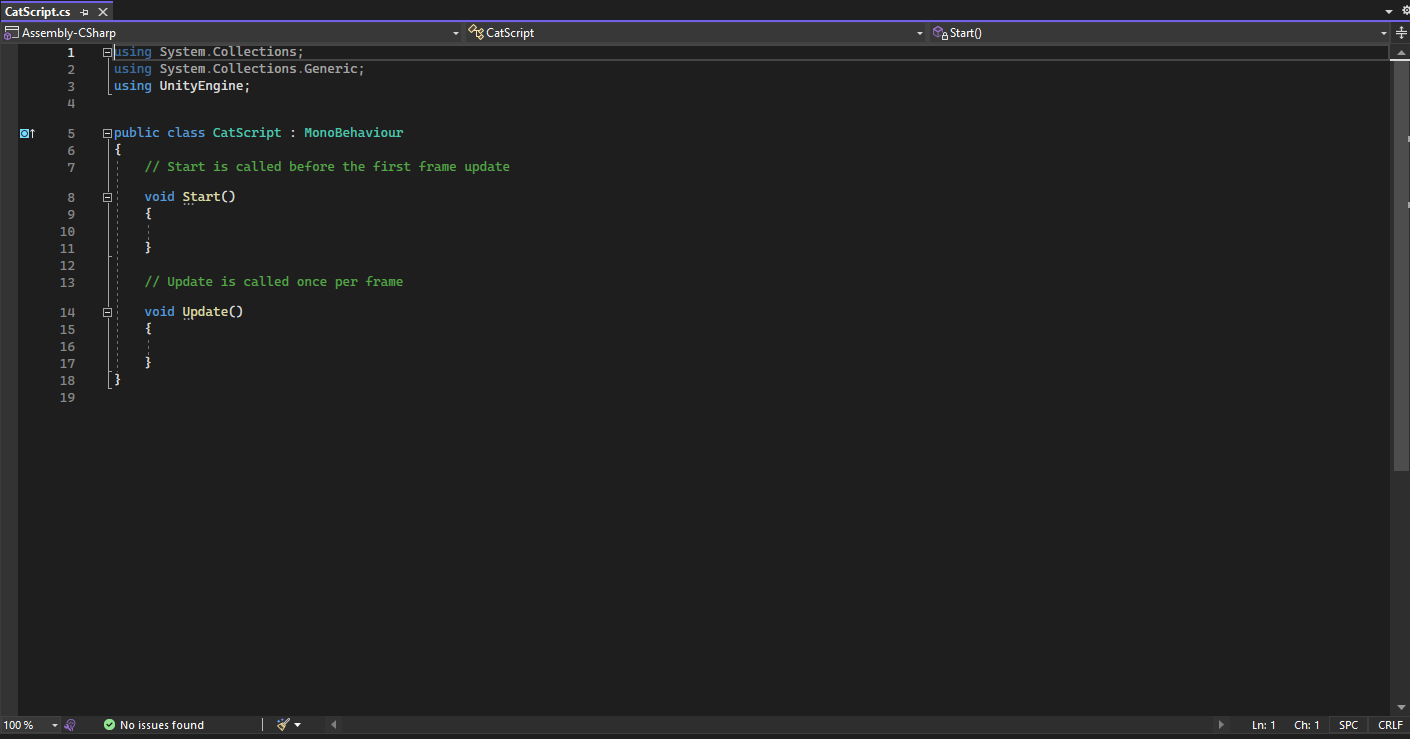 CatScript.cs
Assembly-CSharp CatScript Start()
1 using System.Collections;
2 using System.Collections.Generic;
3 using UnityEngine;
4
5 public class CatScript : MonoBehaviour
6 {
7 // Start is called before the first frame update
8 void Start()
9 {
10
11 }
12
13 // Update is called once per frame
14 void Update()
15 {
16
17 }
18 }
19
100 % No issues found Ln: 1 Ch: 1 SPC CRLF